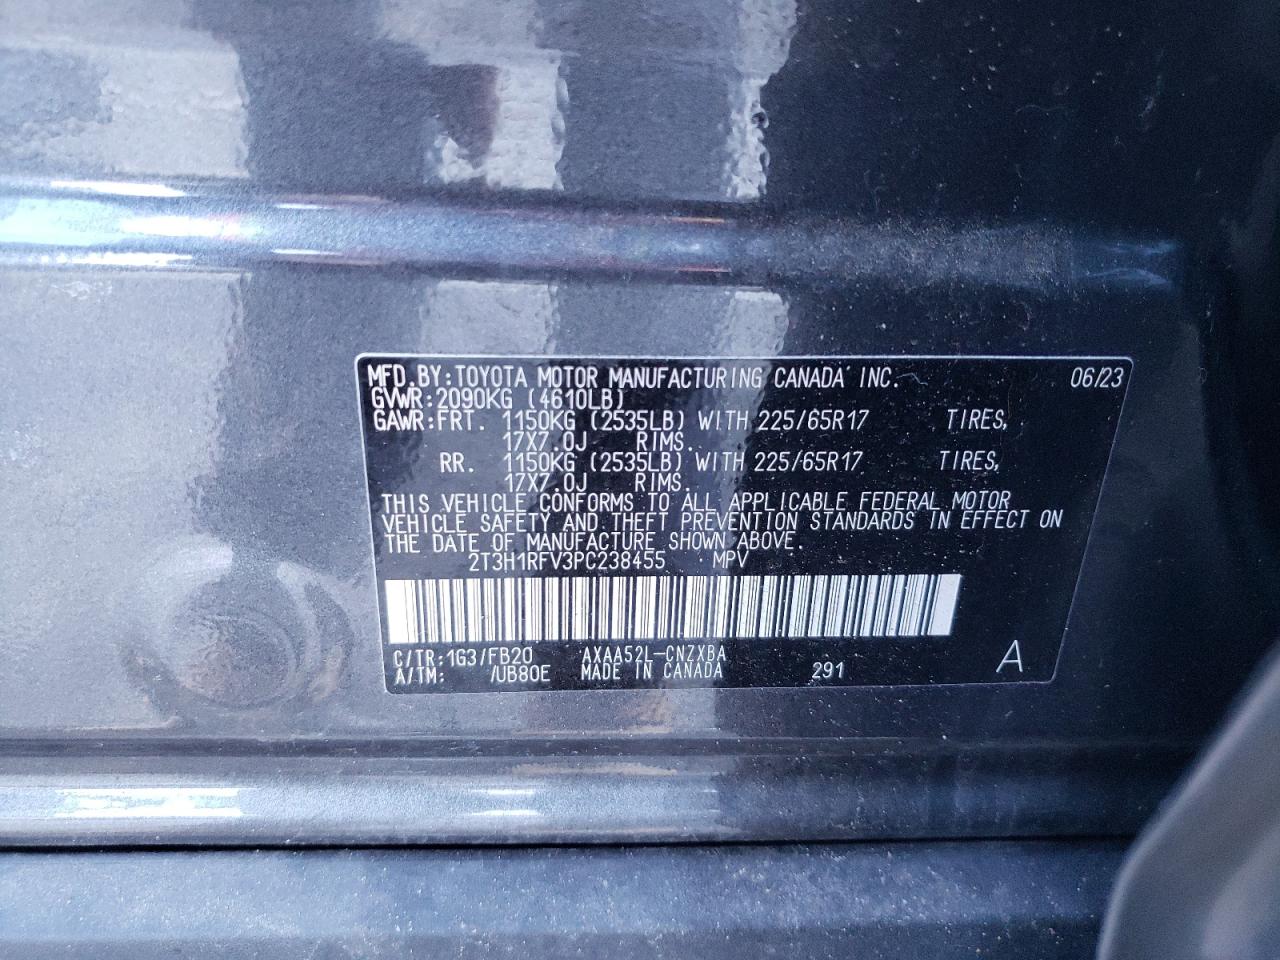 MFD.BY:TOYOTA MOTOR MANUFACTURING CANADA INC. 06/23
GVWR:2090KG (4610LB)
GAWR:FRT. 1150KG (2535LB) WITH 225/65R17 TIRES,
17X7.0J RIMS.
RR. 1150KG (2535LB) WITH 225/65R17 TIRES,
17X7.0J RIMS.
THIS VEHICLE CONFORMS TO ALL APPLICABLE FEDERAL MOTOR
VEHICLE SAFETY AND THEFT PREVENTION STANDARDS IN EFFECT ON
THE DATE OF MANUFACTURE SHOWN ABOVE.
2T3H1RFV3PC238455 MPV
C/TR:1G3/FB20 AXAA52L-CNZXBA
A/TM: /UB80E MADE IN CANADA 291 A